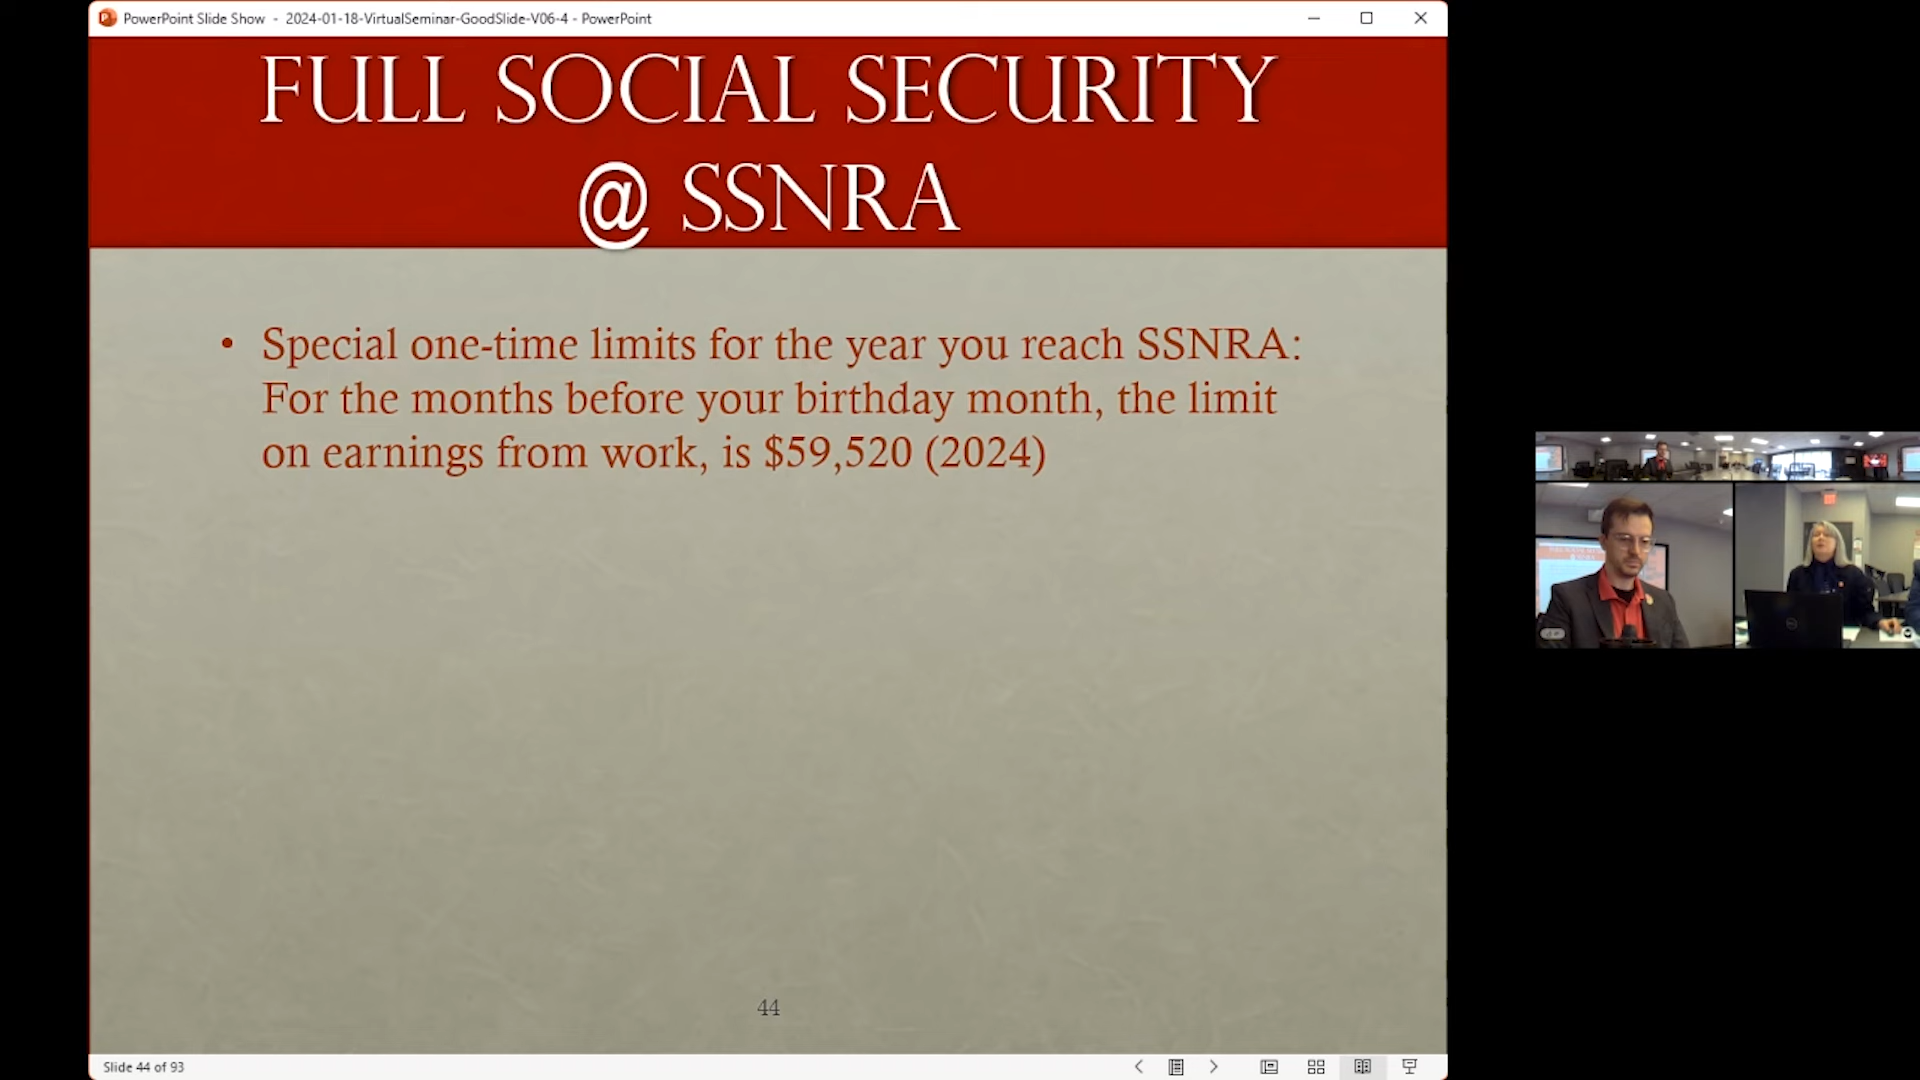 PowerPoint Slide Show - 2024-01-18-VirtualSeminar-GoodSlide-V06-4 - PowerPoint
FULL SOCIAL SECURITY
@ SSNRA
• Special one-time limits for the year you reach SSNRA:
For the months before your birthday month, the limit
on earnings from work, is $59,520 (2024)
44
Slide 44 of 93